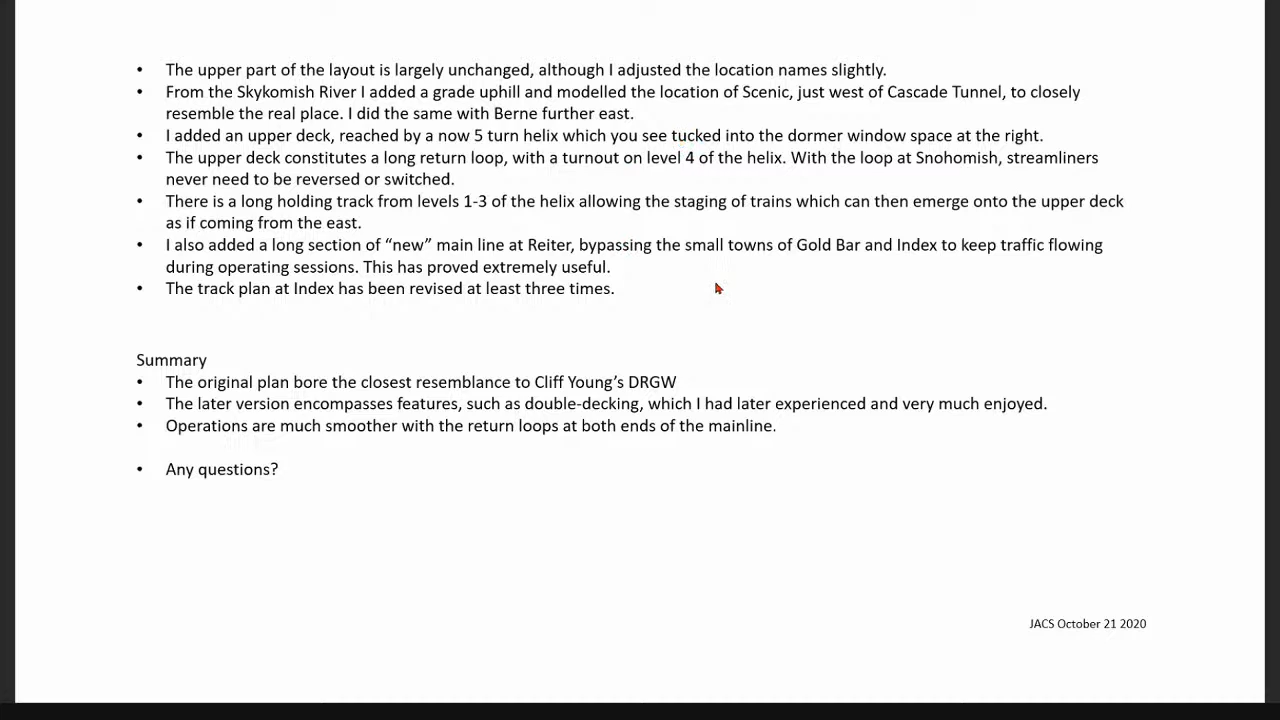 • The upper part of the layout is largely unchanged, although I adjusted the location names slightly.
• From the Skykomish River I added a grade uphill and modelled the location of Scenic, just west of Cascade Tunnel, to closely
resemble the real place. I did the same with Berne further east.
• I added an upper deck, reached by a now 5 turn helix which you see tucked into the dormer window space at the right.
• The upper deck constitutes a long return loop, with a turnout on level 4 of the helix. With the loop at Snohomish, streamliners
never need to be reversed or switched.
• There is a long holding track from levels 1-3 of the helix allowing the staging of trains which can then emerge onto the upper deck
as if coming from the east.
• I also added a long section of “new” main line at Reiter, bypassing the small towns of Gold Bar and Index to keep traffic flowing
during operating sessions. This has proved extremely useful.
• The track plan at Index has been revised at least three times.
Summary
• The original plan bore the closest resemblance to Cliff Young’s DRGW
• The later version encompasses features, such as double-decking, which I had later experienced and very much enjoyed.
• Operations are much smoother with the return loops at both ends of the mainline.
• Any questions?
JACS October 21 2020